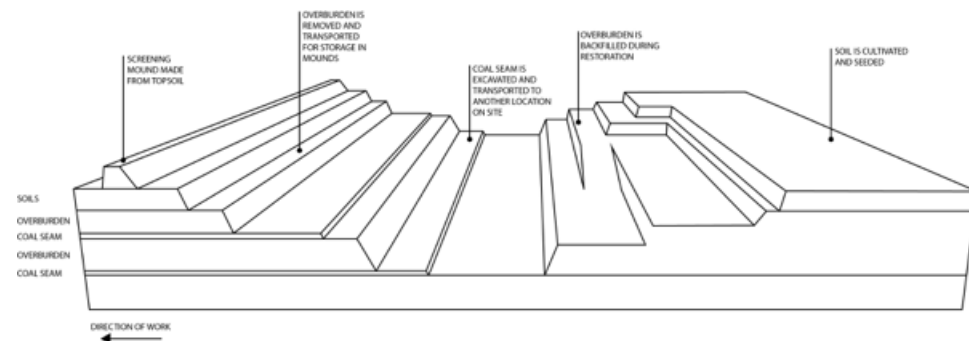 OVERBURDEN IS
REMOVED AND
TRANSPORTED
FOR STORAGE IN
MOUNDS
SCREENING
MOUND MADE
FROM TOPSOIL
COAL SEAM IS
EXCAVATED AND
TRANSPORTED TO
ANOTHER LOCATION
ON SITE
OVERBURDEN IS
BACKFILLED DURING
RESTORATION
SOIL IS CULTIVATED
AND SEEDED
SOILS
OVERBURDEN
COAL SEAM
OVERBURDEN
COAL SEAM
DIRECTION OF WORK